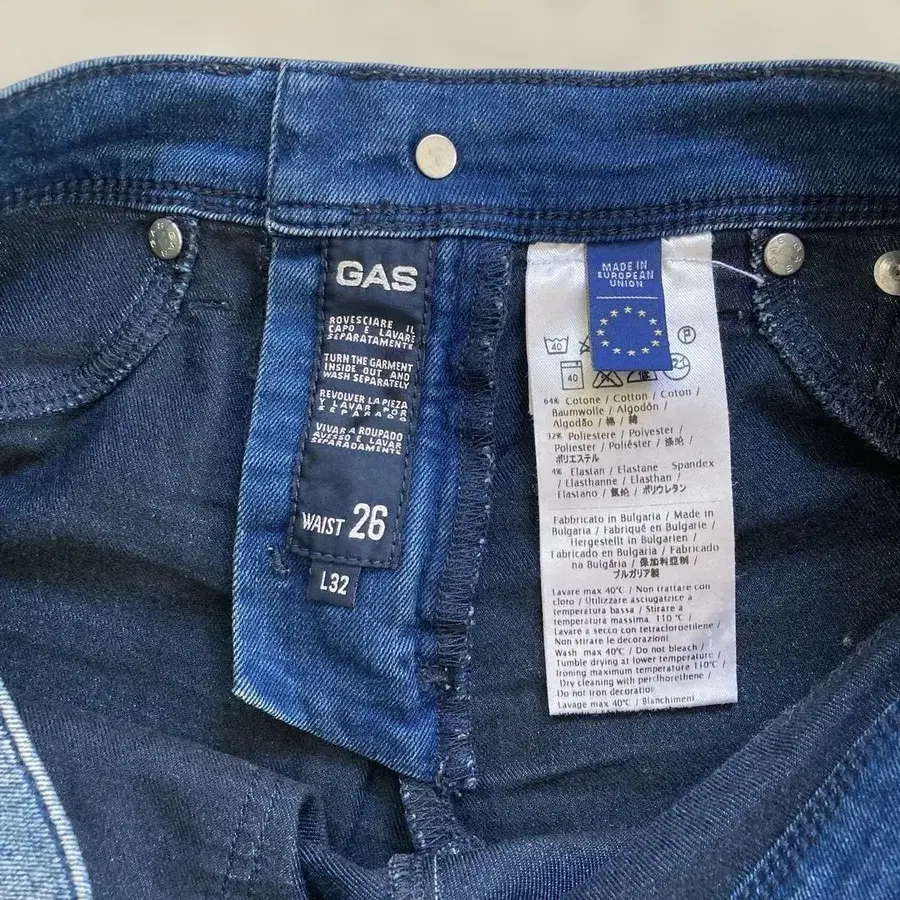 GAS
ROVESCIARE IL
CAPO E LAVARE
SEPARATAMENTE
TURN THE GARMENT
INSIDE OUT AND
WASH SEPARATELY
REVOLVER LA PIEZA
Y LAVAR POR
SEPARADO
VIVAR A ROUPADO
AVESSO E LAVAR
SEPARADAMENTE
WAIST 26
L32
MADE IN
EUROPEAN
UNION
40
P
40
64% Cotone / Cotton / Coton /
Baumwolle / Algodón /
Algodão / 棉 / 綿
32% Poliestere / Polyester /
Poliester / Poliéster / 涤纶 /
ポリエステル
4% Elastan / Elastane Spandex
/ Elasthanne / Elasthan /
Elastano / 氨纶 / ポリウレタン
Fabbricato in Bulgaria / Made in
Bulgaria / Fabriqué en Bulgarie /
Hergestellt in Bulgarien /
Fabricado en Bulgaria / Fabricado
na Bulgária / 保加利亚制 /
ブルガリア製
Lavare max 40°C / Non trattare con
cloro / Utilizzare asciugatrice a
temperatura bassa / Stirare a
temperatura massima 110 °C /
Lavare a secco con tetracloroetilene /
Non stirare le decorazioni
Wash max 40°C / Do not bleach /
Tumble drying at lower temperature /
Ironing maximum temperature 110°C /
Dry cleaning with perclhorethene /
Do not iron decoration
Lavage max 40°C / Blanchiment